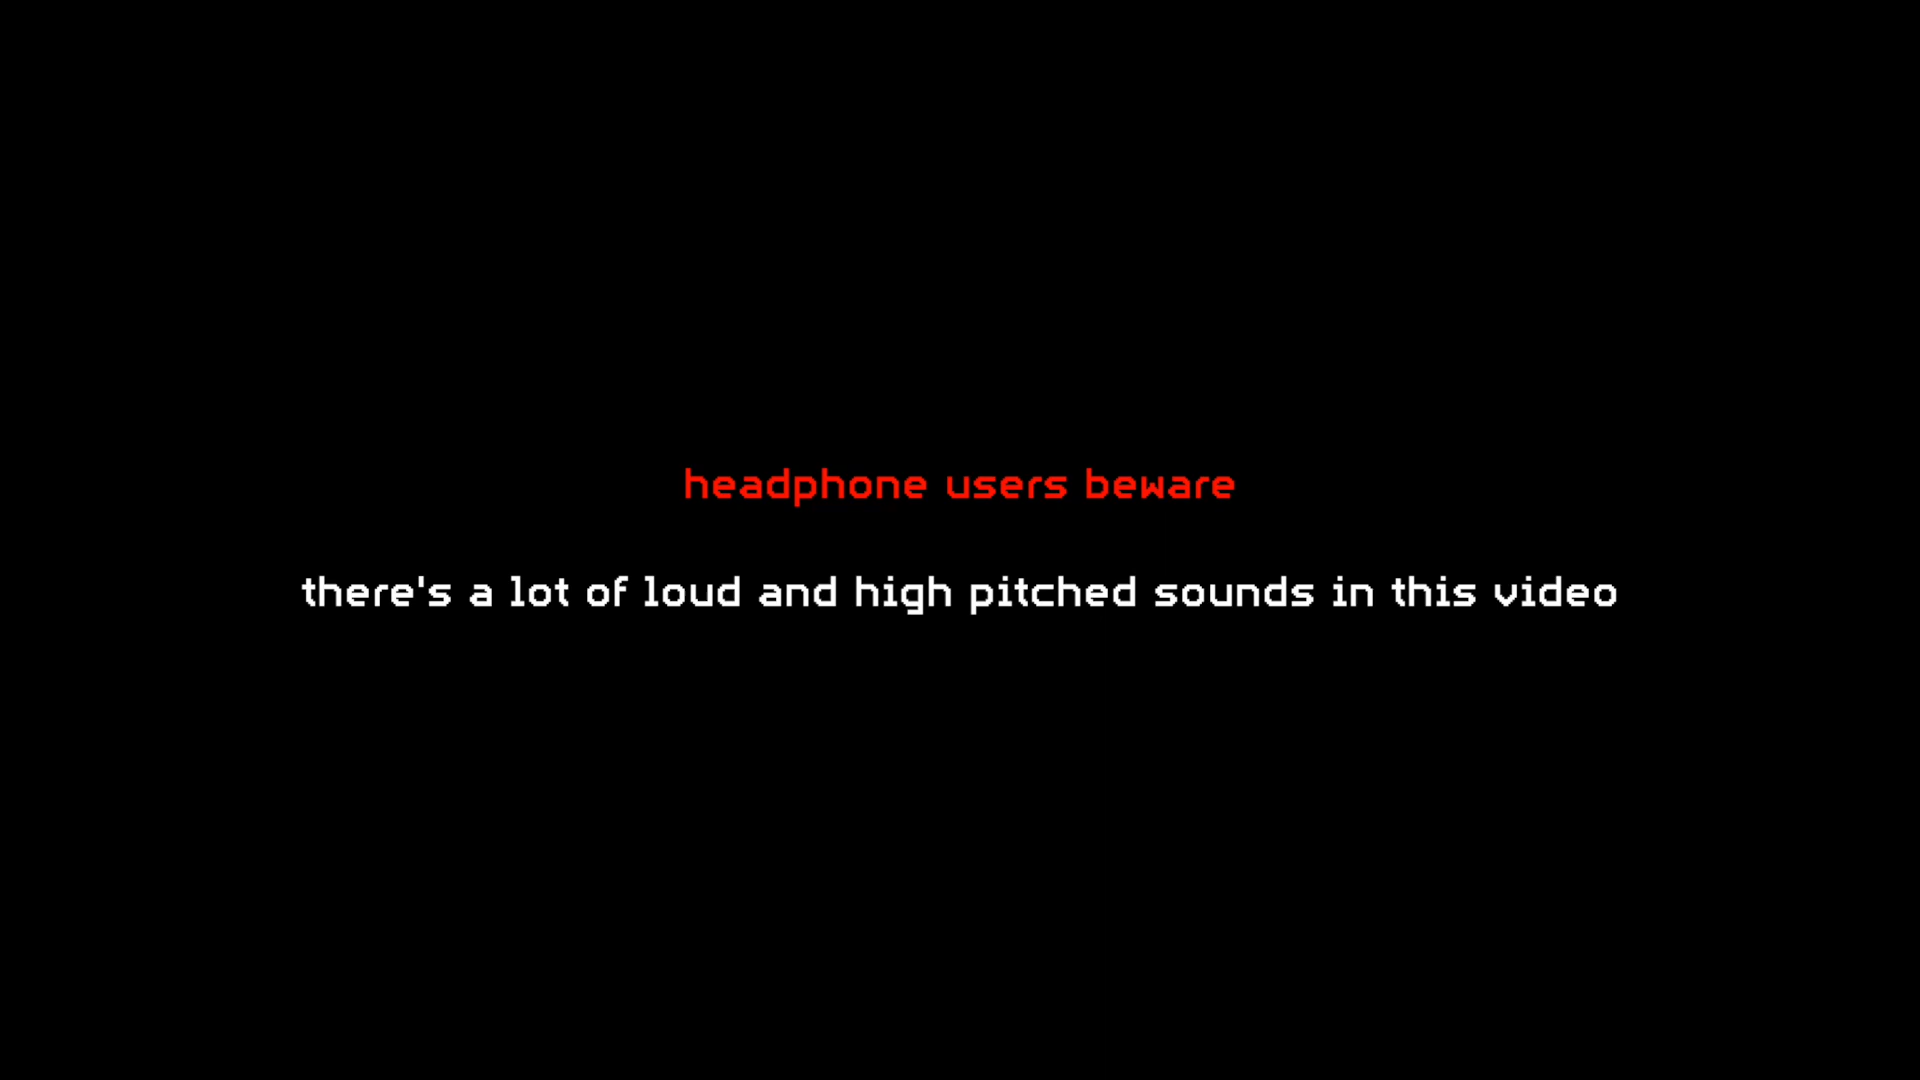 headphone users beware
there's a lot of loud and high pitched sounds in this video